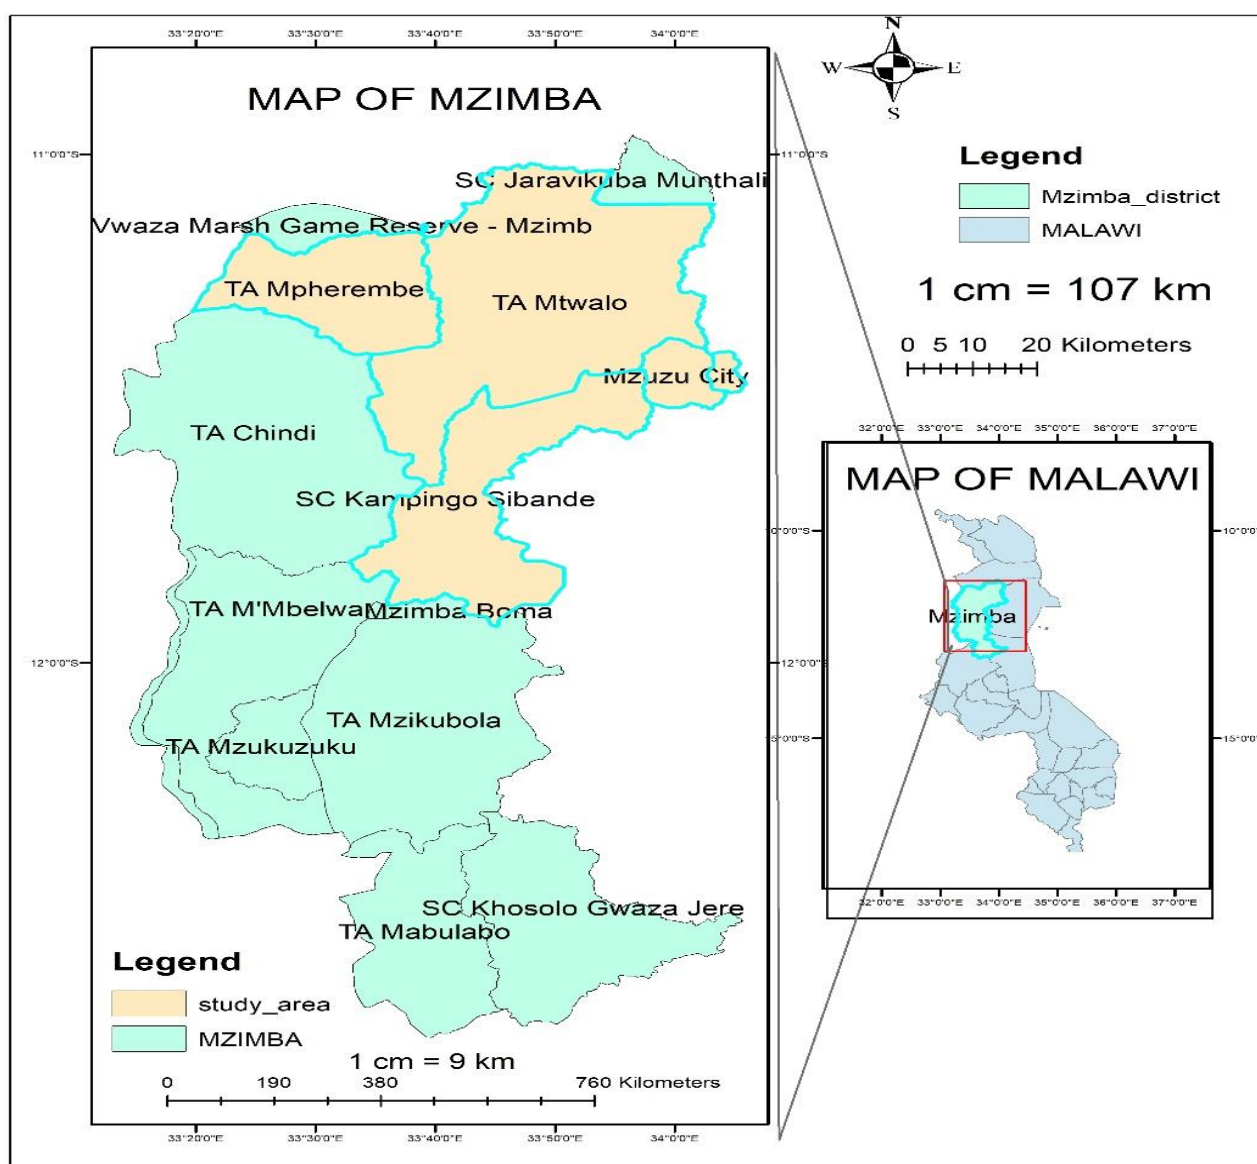 33°20'0"E 33°30'0"E 33°40'0"E 33°50'0"E 34°0'0"E
MAP OF MZIMBA
11°0'0"S
11°0'0"S
SC Jaravikuba Munthali
Vwaza Marsh Game Reserve - Mzimb
TA Mpherembe
TA Mtwalo
Mzuzu City
TA Chindi
SC Kampingo Sibande
TA M'Mbelwa
Mzimba Boma
12°0'0"S
12°0'0"S
TA Mzikubola
TA Mzukuzuku
SC Khosolo Gwaza Jere
TA Mabulabo
Legend
study_area
MZIMBA
1 cm = 9 km
0 190 380 760 Kilometers
33°20'0"E 33°30'0"E 33°40'0"E 33°50'0"E 34°0'0"E
N
W E
S
Legend
Mzimba_district
MALAWI
1 cm = 107 km
0 5 10 20 Kilometers
32°0'0"E 33°0'0"E 34°0'0"E 35°0'0"E 36°0'0"E 37°0'0"E
MAP OF MALAWI
0°0'0"S
10°0'0"
Mzimba
5°0'0"S
15°0'0"
32°0'0"E 33°0'0"E 34°0'0"E 35°0'0"E 36°0'0"E 37°0'0"E